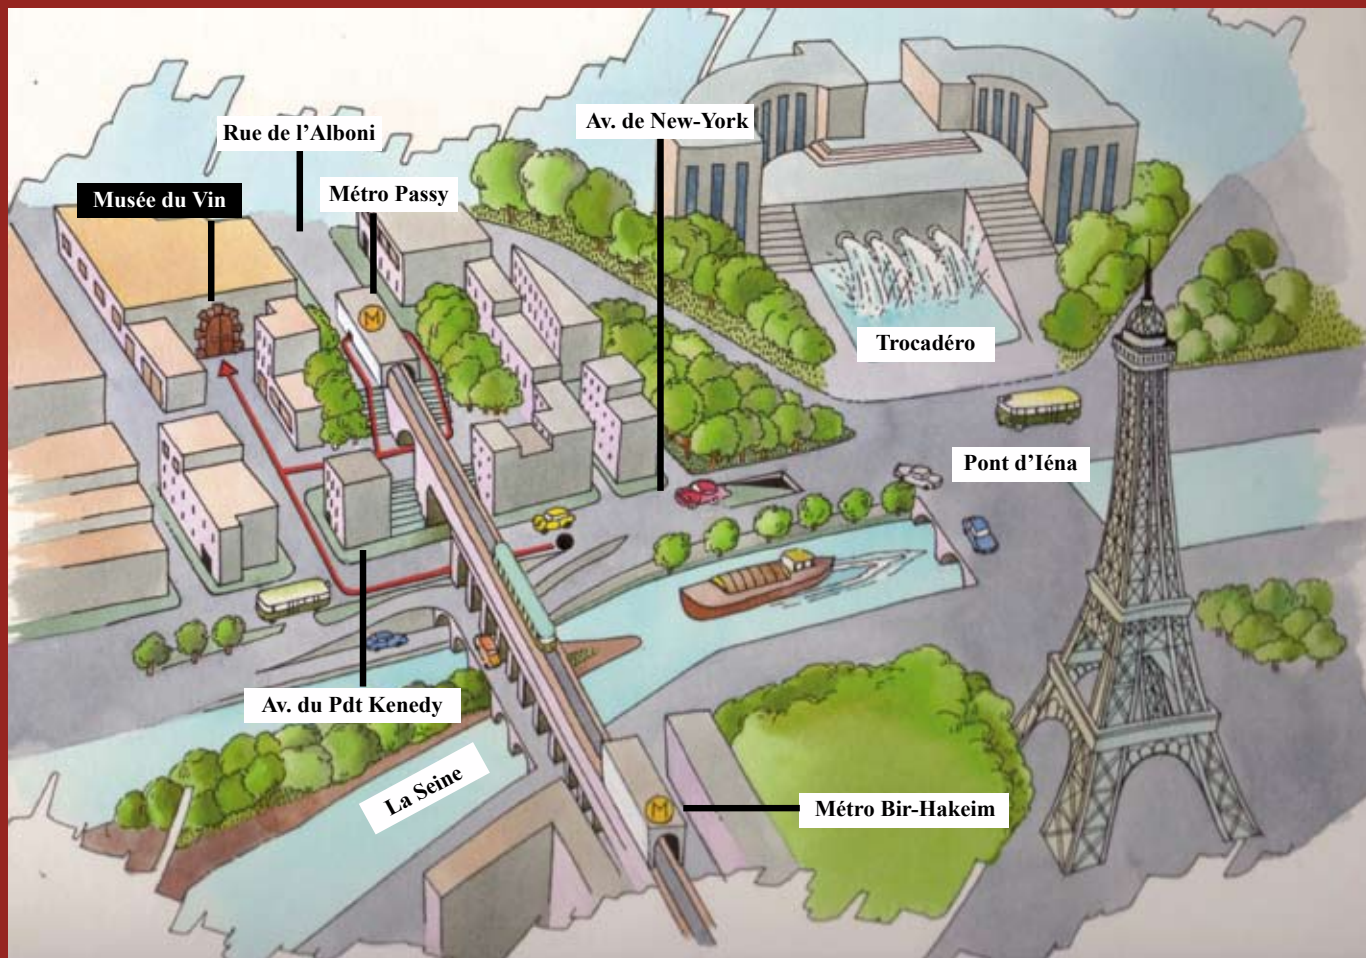 Av. de New-York
Rue de l’Alboni
Métro Passy
Musée du Vin
Trocadéro
Pont d’Iéna
Av. du Pdt Kenedy
La Seine
Métro Bir-Hakeim
M
M